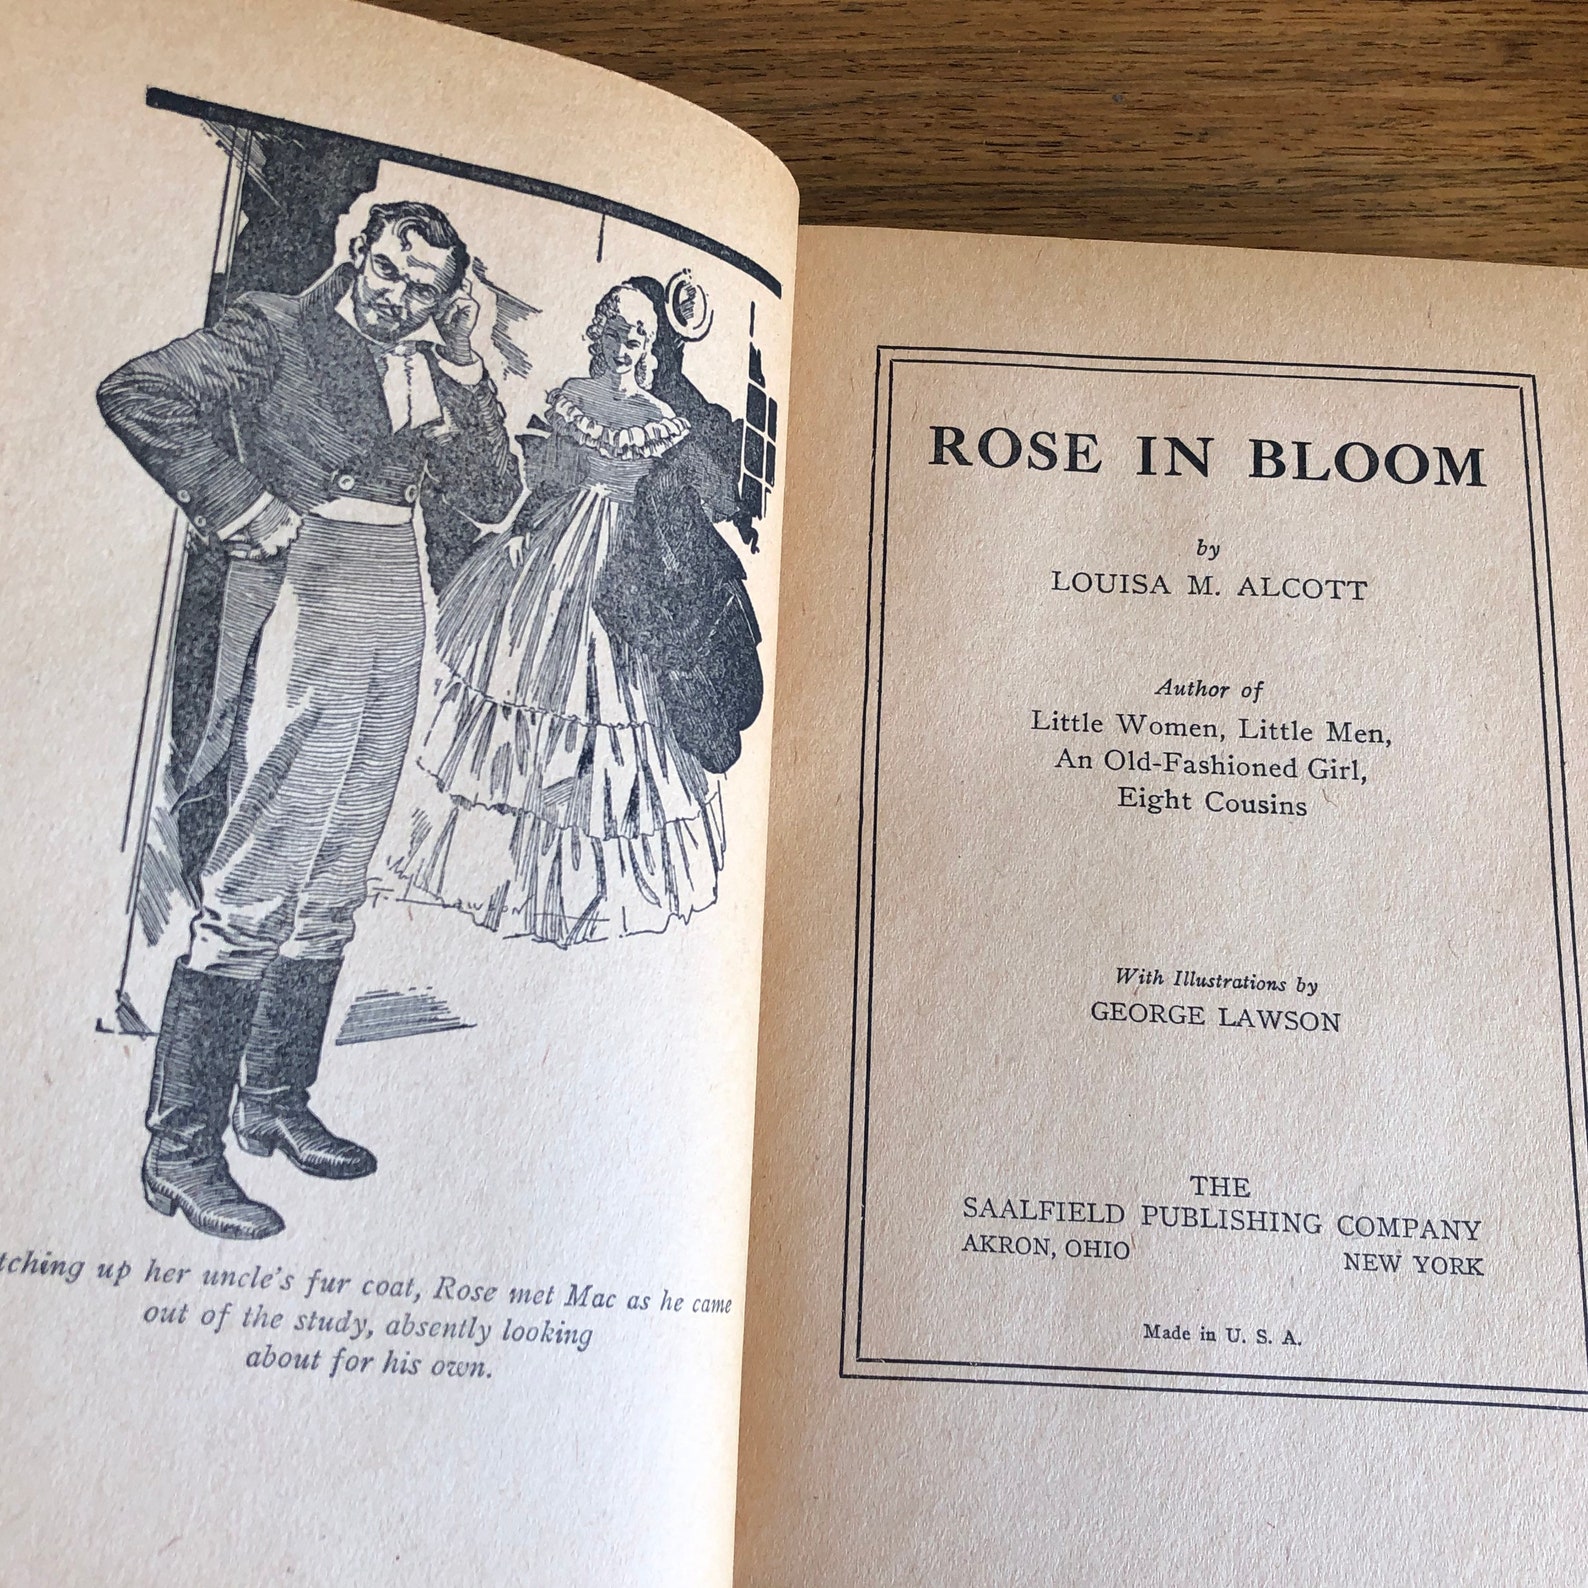 tching up her uncle's fur coat, Rose met Mac as he came
out of the study, absently looking
about for his own.
ROSE IN BLOOM
by
LOUISA M. ALCOTT
Author of
Little Women, Little Men,
An Old-Fashioned Girl,
Eight Cousins
With Illustrations by
GEORGE LAWSON
THE
SAALFIELD PUBLISHING COMPANY
AKRON, OHIO NEW YORK
Made in U. S. A.